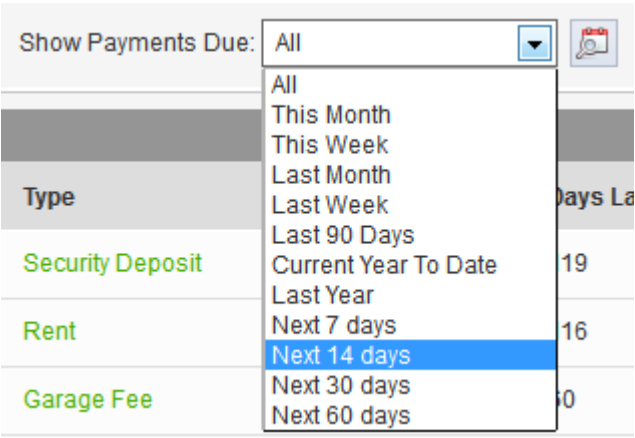 Show Payments Due: All
All
This Month
This Week
Last Month
Last Week
Last 90 Days
Current Year To Date
Last Year
Next 7 days
Next 14 days
Next 30 days
Next 60 days
Type
Security Deposit
Rent
Garage Fee